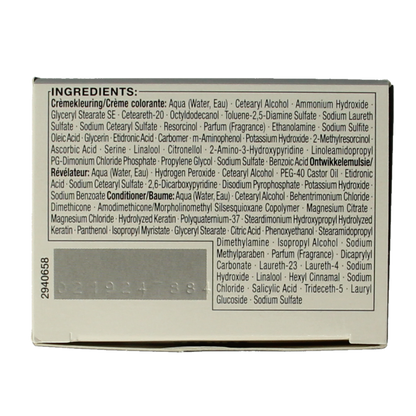 INGREDIENTS:
Crèmekleuring/Crème colorante: Aqua (Water, Eau) · Cetearyl Alcohol · Ammonium Hydroxide ·
Glyceryl Stearate SE · Ceteareth-20 · Octyldodecanol · Toluene-2,5-Diamine Sulfate · Sodium Laureth
Sulfate · Sodium Cetearyl Sulfate · Resorcinol · Parfum (Fragrance) · Ethanolamine · Sodium Sulfite ·
Oleic Acid · Glycerin · Etidronic Acid · Carbomer · m-Aminophenol · Potassium Hydroxide · 2-Methylresorcinol ·
Ascorbic Acid · Serine · Linalool · Citronellol · 2-Amino-3-Hydroxypyridine · Linoleamidopropyl
PG-Dimonium Chloride Phosphate · Propylene Glycol · Sodium Sulfate · Benzoic Acid Ontwikkelemulsie/
Révélateur: Aqua (Water, Eau) · Hydrogen Peroxide · Cetearyl Alcohol · PEG-40 Castor Oil · Etidronic
Acid · Sodium Cetearyl Sulfate · 2,6-Dicarboxypyridine · Disodium Pyrophosphate · Potassium Hydroxide ·
Sodium Benzoate Conditioner/Baume: Aqua (Water, Eau) · Cetearyl Alcohol · Behentrimonium Chloride ·
Dimethicone · Amodimethicone/Morpholinomethyl Silsesquioxane Copolymer · Magnesium Citrate ·
Magnesium Chloride · Hydrolyzed Keratin · Polyquaternium-37 · Steardimonium Hydroxypropyl Hydrolyzed
Keratin · Panthenol · Isopropyl Myristate · Glyceryl Stearate · Citric Acid · Phenoxyethanol · Stearamidopropyl
Dimethylamine · Isopropyl Alcohol · Sodium
Methylparaben · Parfum (Fragrance) · Dicaprylyl
Carbonate · Laureth-23 · Laureth-4 · Sodium
Hydroxide · Linalool · Hexyl Cinnamal · Sodium
Chloride · Salicylic Acid · Trideceth-5 · Lauryl
Glucoside · Sodium Sulfate
2940658
021924 884